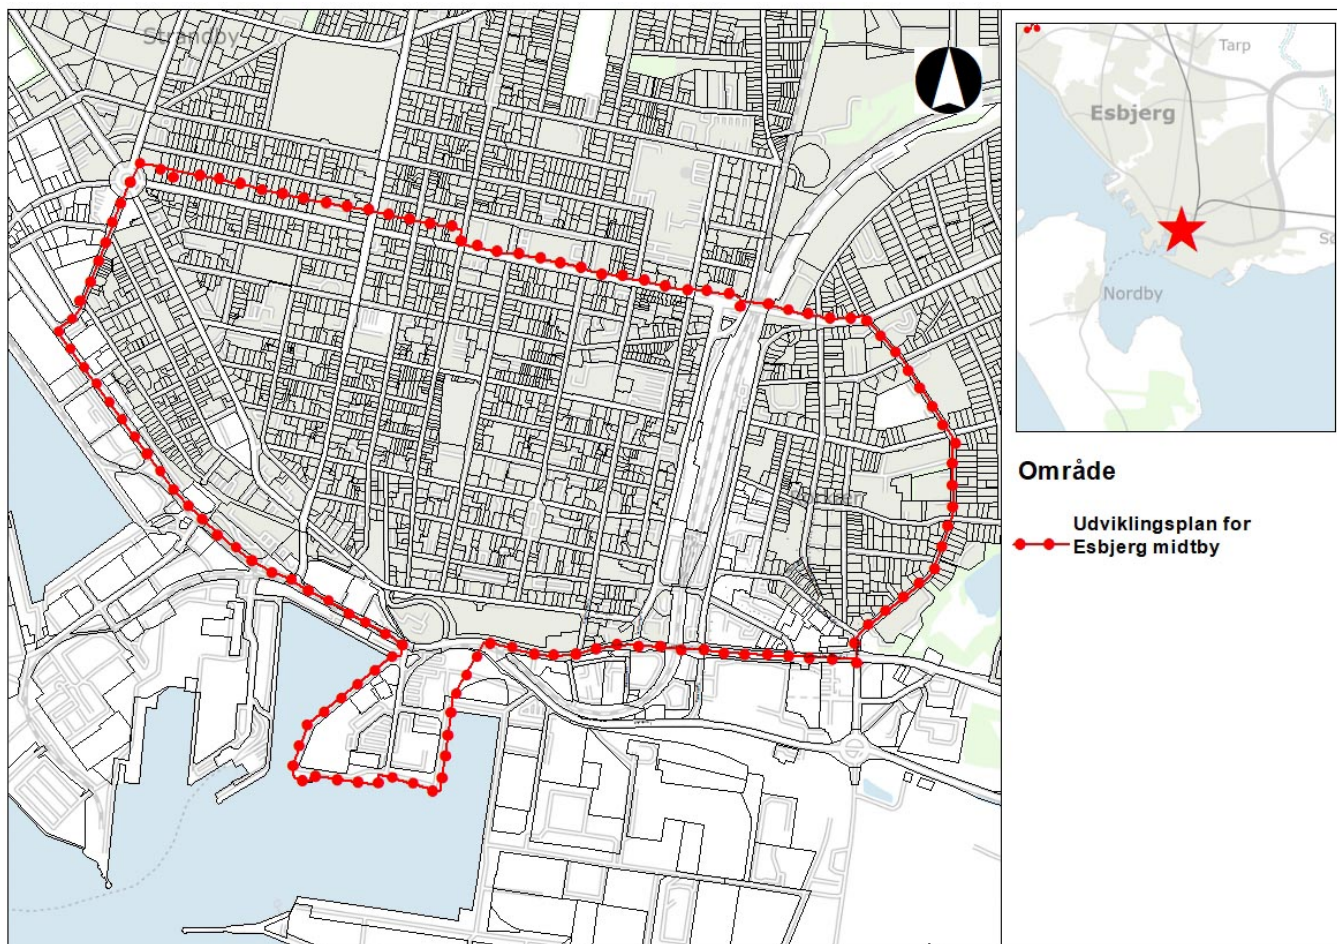 Strandby
Tarp
Esbjerg
Nordby
Område
Udviklingsplan for
Esbjerg midtby